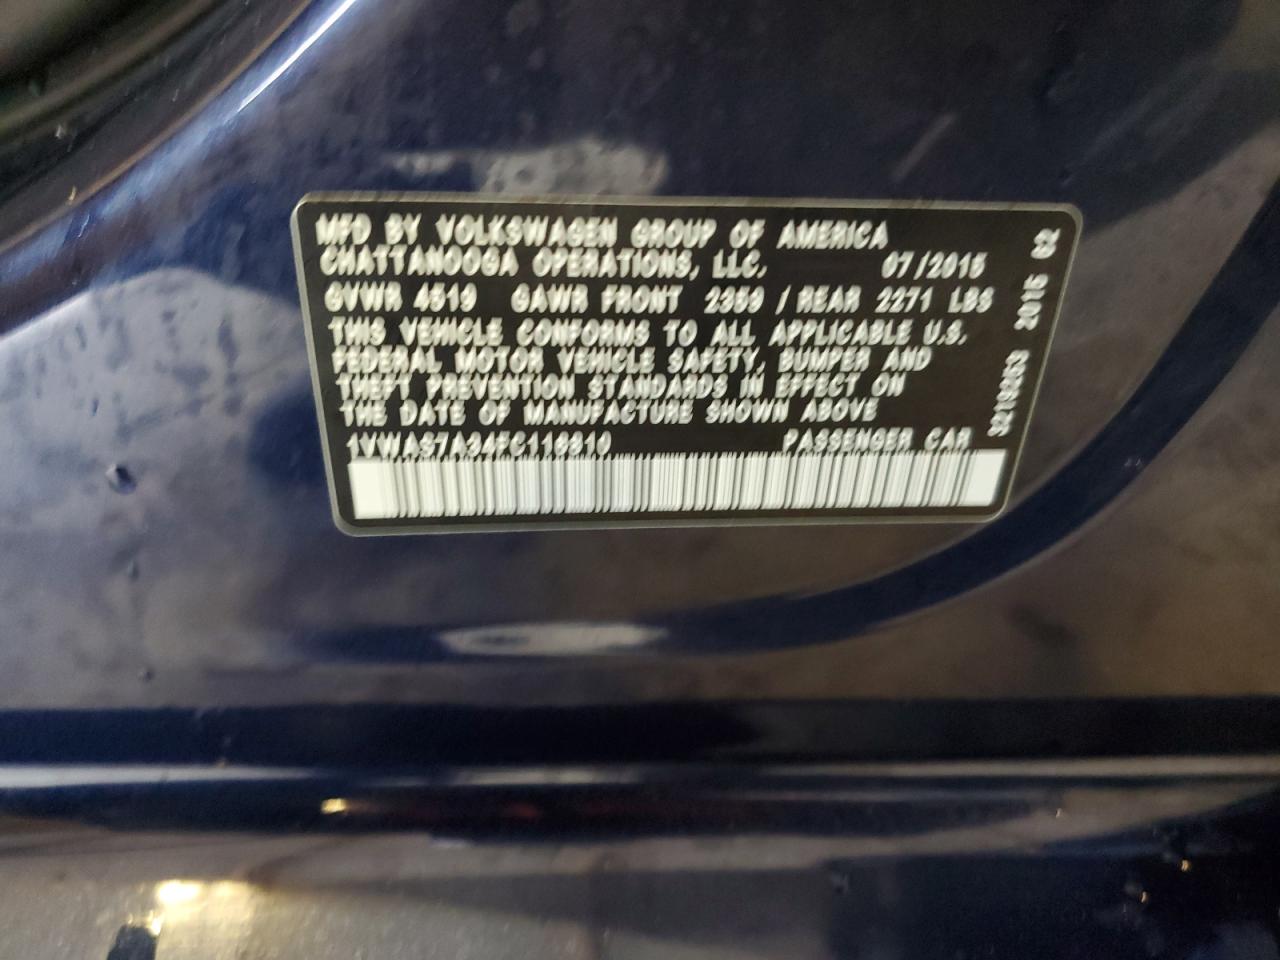 MFD BY VOLKSWAGEN GROUP OF AMERICA
CHATTANOOGA OPERATIONS, LLC. 07/2015
GVWR 4519 GAWR FRONT 2359 / REAR 2271 LBS
THIS VEHICLE CONFORMS TO ALL APPLICABLE U.S.
FEDERAL MOTOR VEHICLE SAFETY, BUMPER AND
THEFT PREVENTION STANDARDS IN EFFECT ON
THE DATE OF MANUFACTURE SHOWN ABOVE
1VWAS7A34FC116810 PASSENGER CAR
2015